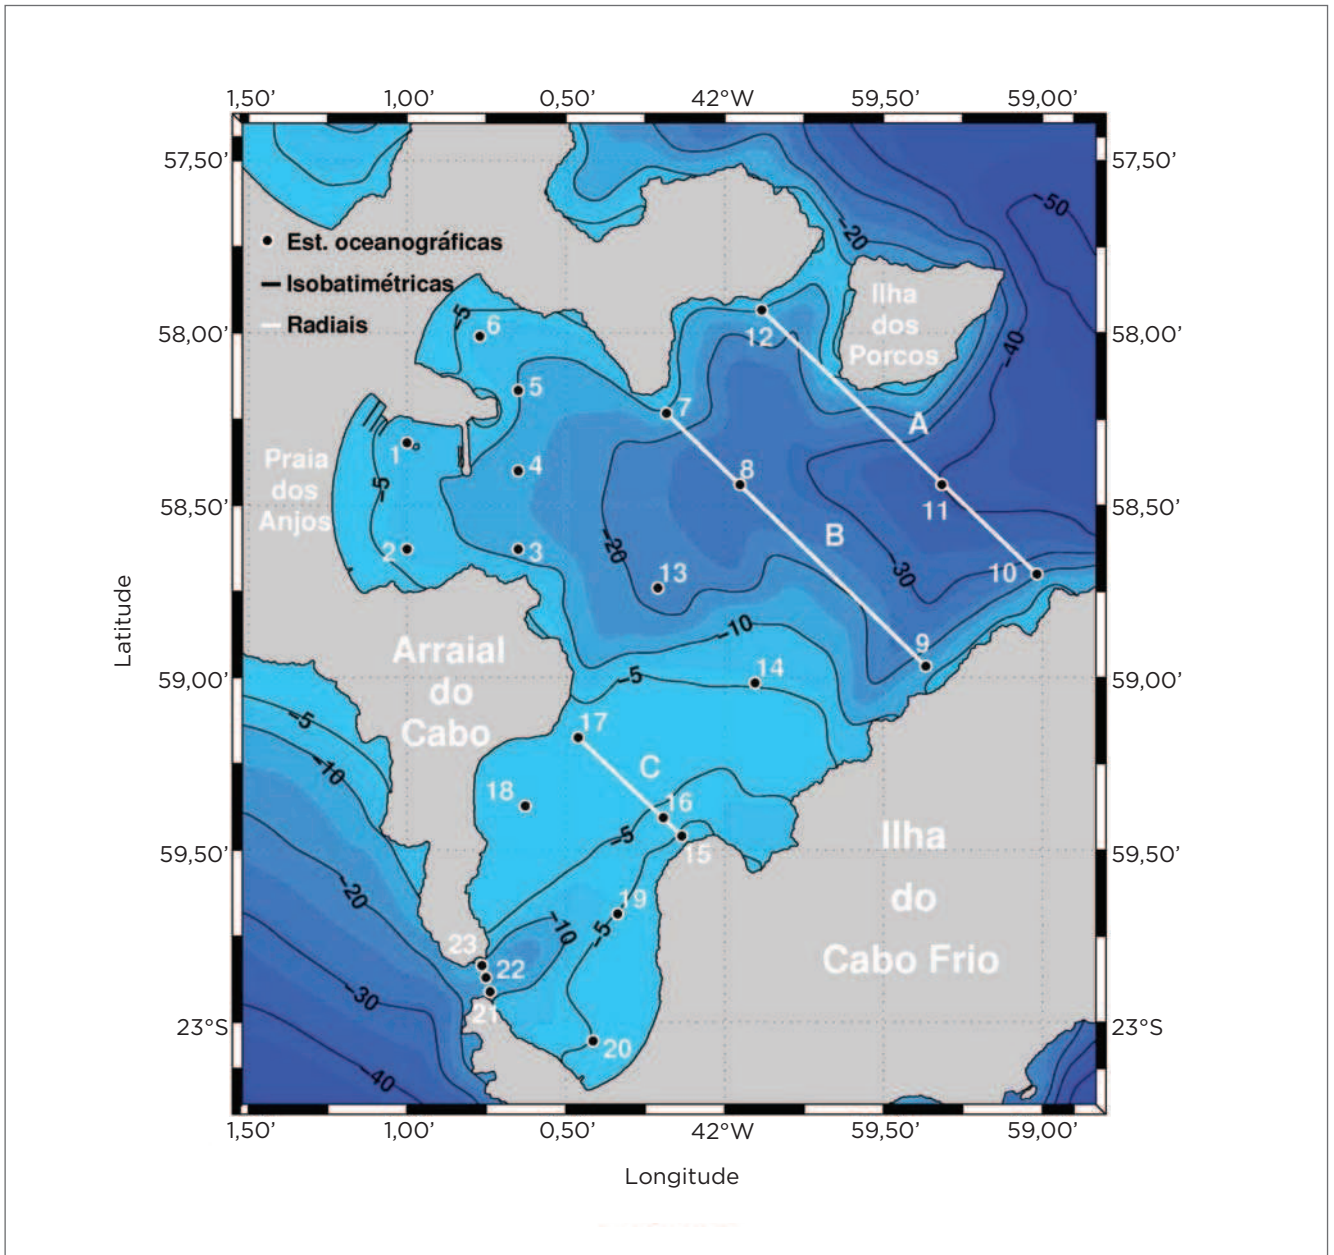 1,50’ 1,00’ 0,50’ 42°W 59,50’ 59,00’
57,50’ 57,50’
−50
−20
Est. oceanográficas
Isobatimétricas
Radiais
Ilha
dos
Porcos
−5
6
12
58,00’ 58,00’
−40
5
7
A
1
4
8
Praia
dos
Anjos
−5
58,50’ 58,50’
11
B
2
3
−20
13
−30
10
Latitude
−10
9
Arraial
do
Cabo
−5
14
59,00’ 59,00’
−5
17
−10
C
18
16
−5
15
59,50’ 59,50’
Ilha
do
Cabo Frio
−20
19
−10
−5
23
22
21
−30
23°S 23°S
20
−40
1,50’ 1,00’ 0,50’ 42°W 59,50’ 59,00’
Longitude